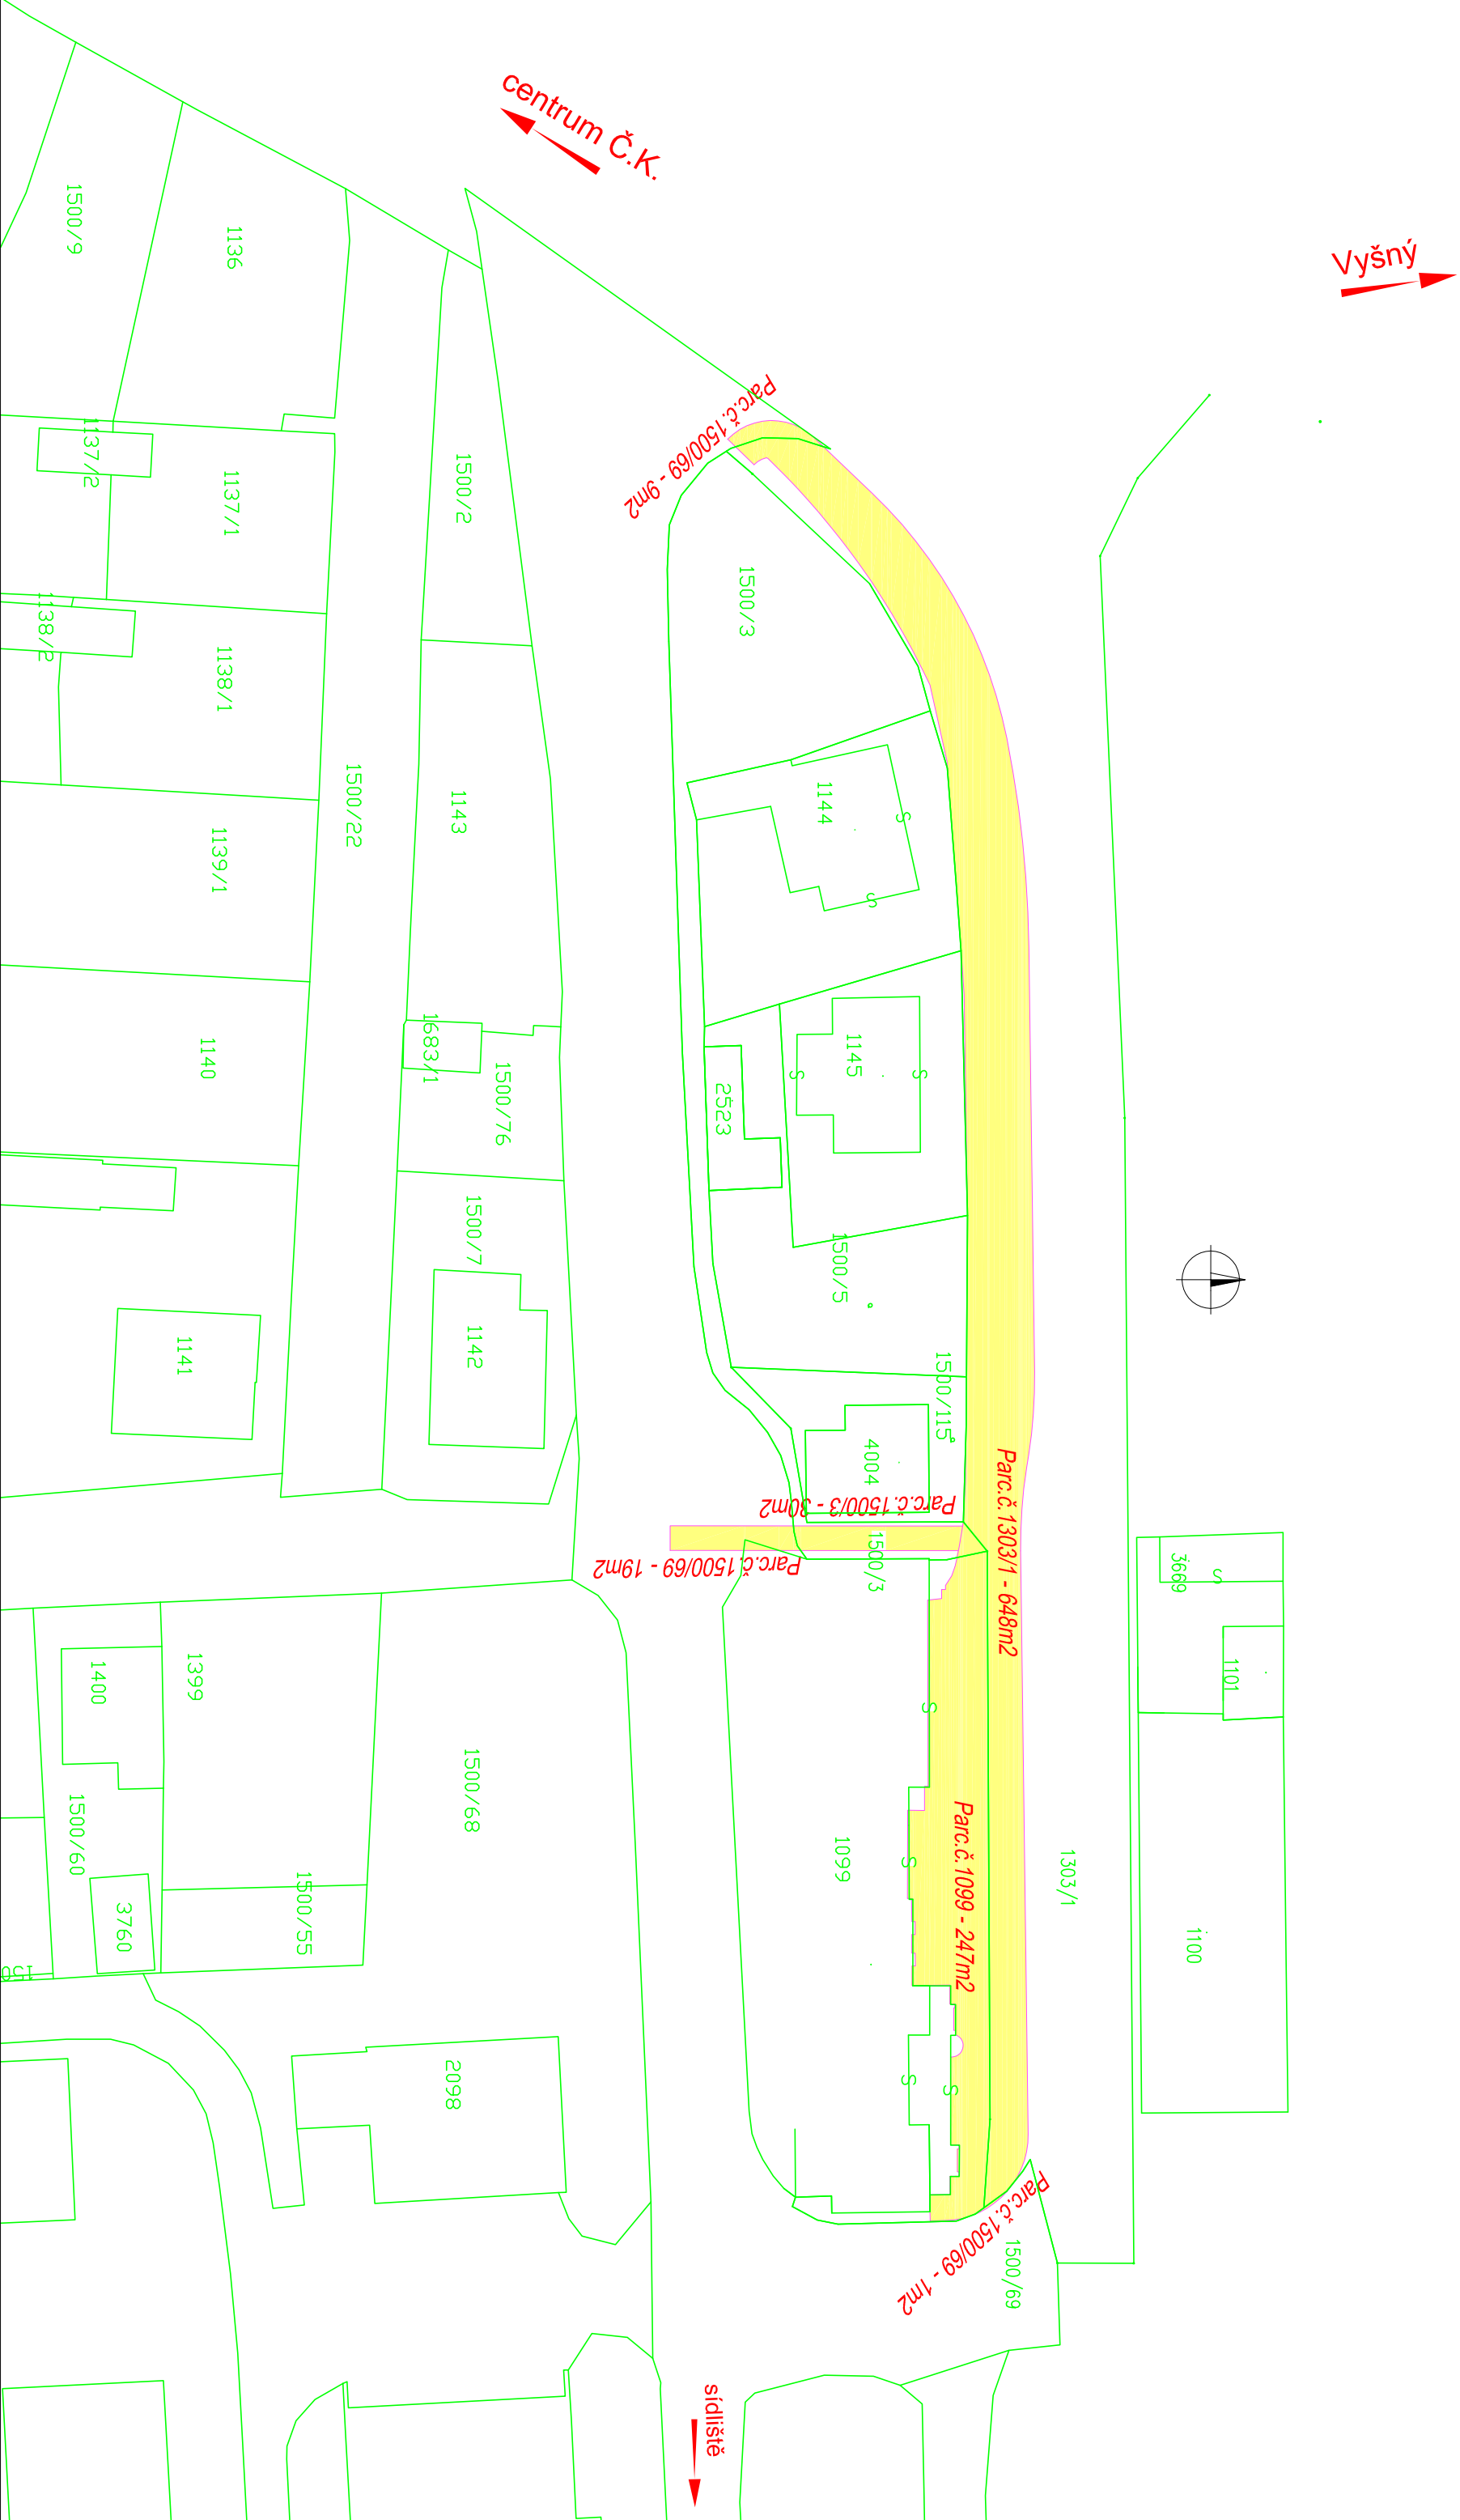 centrum Č.K.
Vyšný
1500/9
1136
Parc.č.1500/69 - 9m2
1137/2
1137/1
1500/2
1500/3
1138/2
1138/1
1500/22
1143
1144
S
1139/1
S
1683/1
1140
1500/76
2523
S
1145
S
1500/7
1500/5
1141
1142
1500/115
4004
Parc.č.1303/1 - 648m2
Parc.č.1500/3 - 30m2
Parc.č.1500/69 - 19m2
1500/3
3669
S
1101
1400
1399
S
1500/68
1500/60
Parc.č.1099 - 247m2
1099
S
1303/1
1500/55
3760
1100
2098
S
S
Parc.č.1500/69 - 1m2
1500/69
sídliště